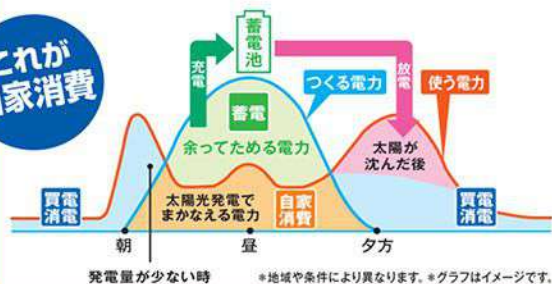 これが
家消費
蓄電池
充電
放電
つくる電力
使う電力
蓄電
余ってためる電力
太陽が
沈んだ後
買電
消電
太陽光発電で
まかなえる電力
自家
消費
買電
消電
朝
昼
夕方
発電量が少ない時
*地域や条件により異なります。*グラフはイメージです。